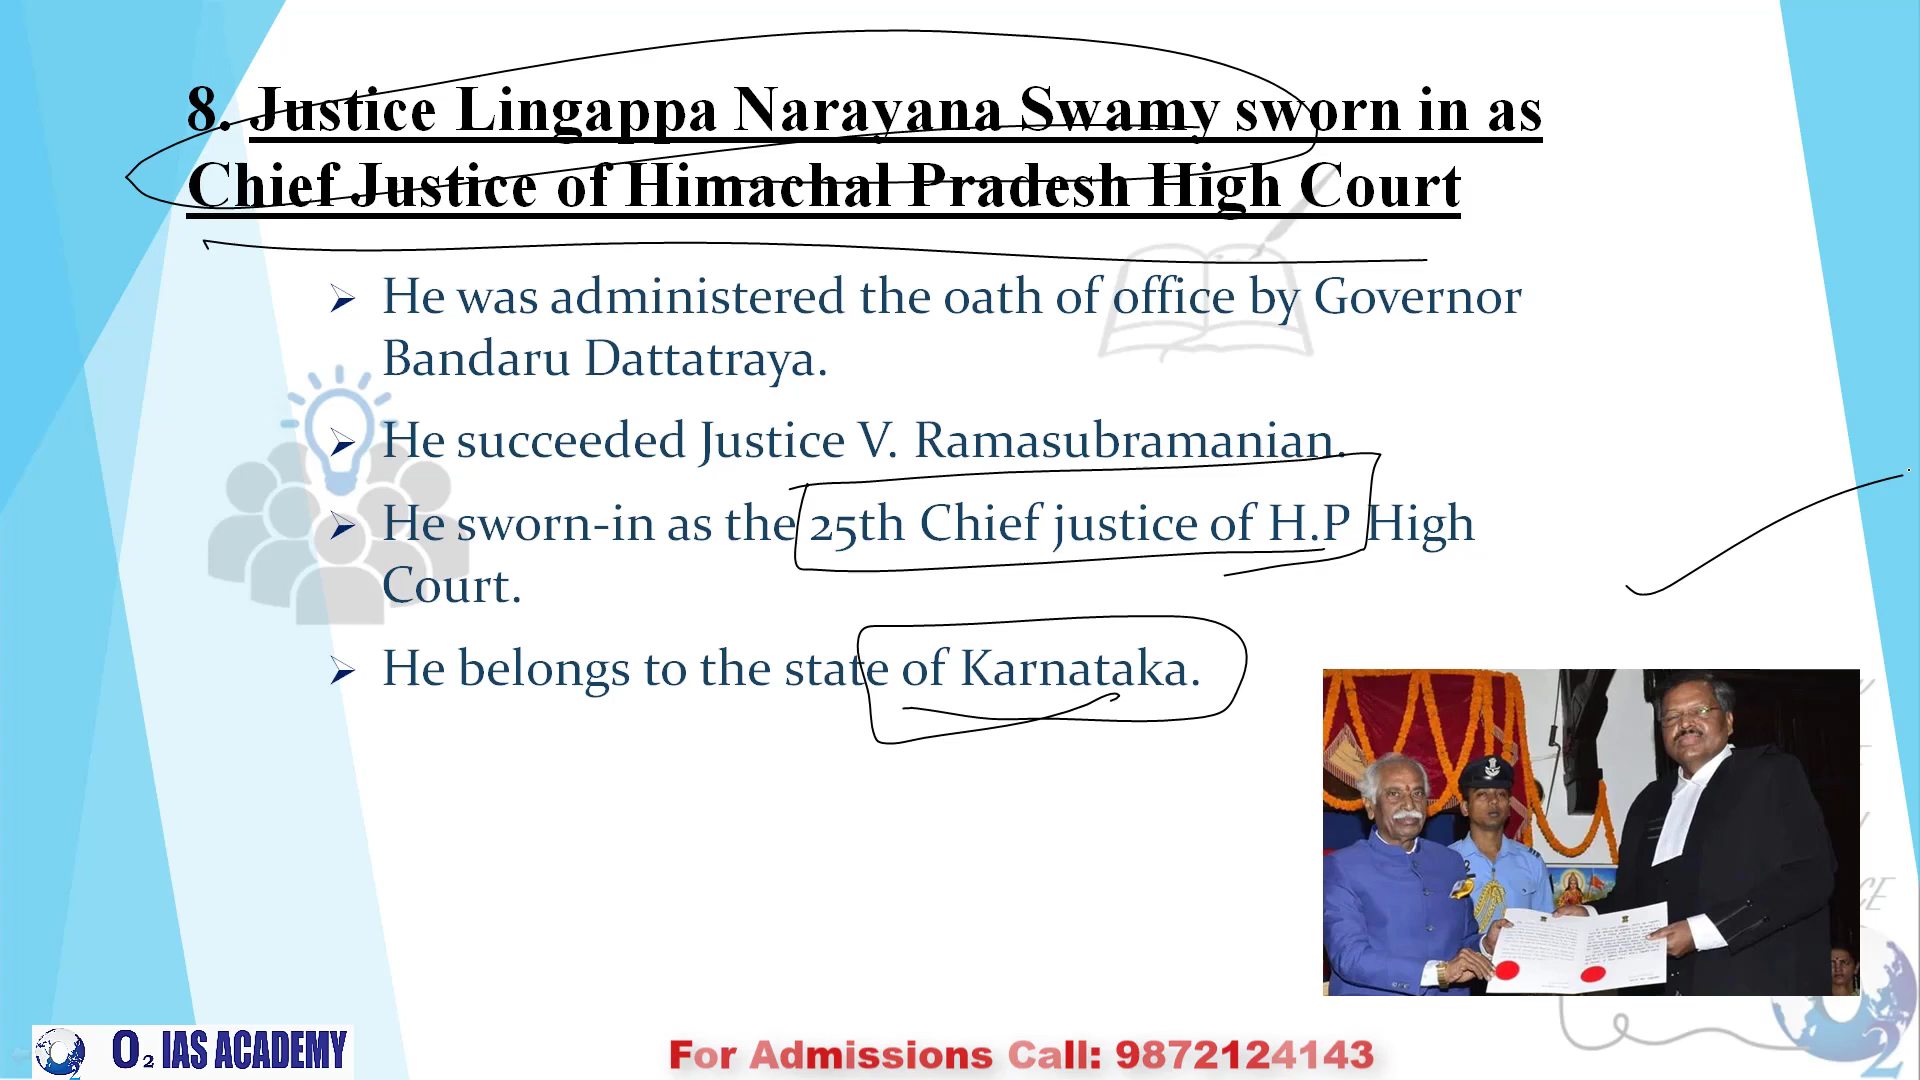 8. Justice Lingappa Narayana Swamy sworn in as
Chief Justice of Himachal Pradesh High Court
➢ He was administered the oath of office by Governor
Bandaru Dattatraya.
➢ He succeeded Justice V. Ramasubramanian.
➢ He sworn-in as the 25th Chief justice of H.P High
Court.
➢ He belongs to the state of Karnataka.
O2 IAS ACADEMY
For Admissions Call: 9872124143